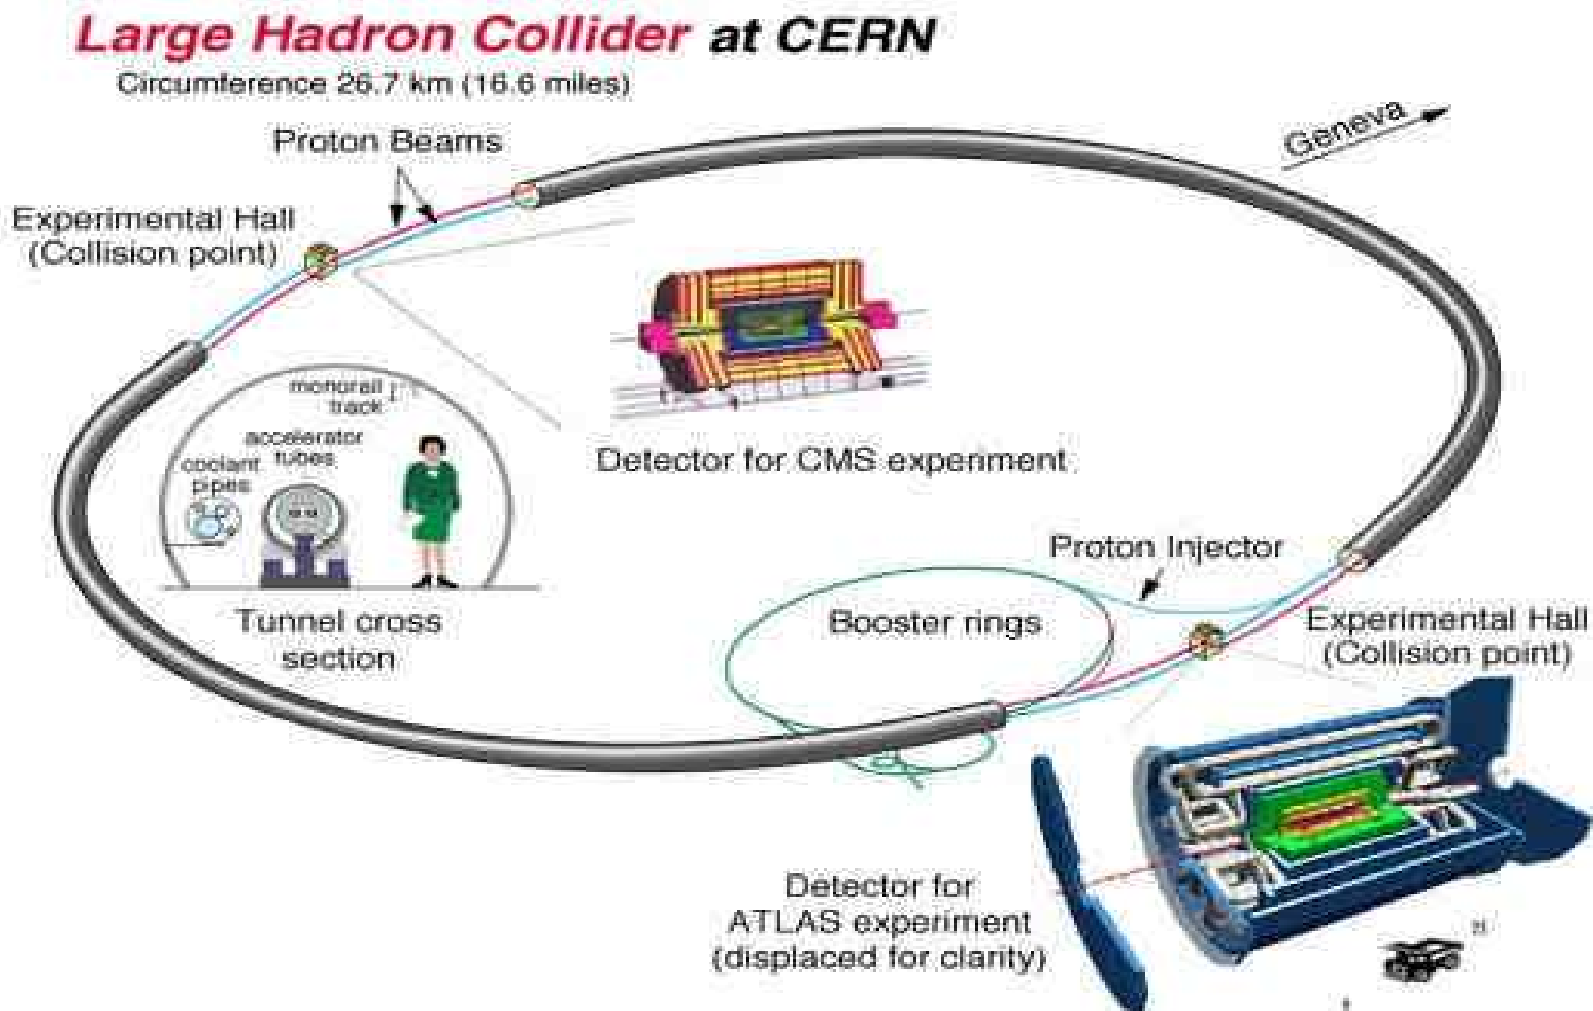 Large Hadron Collider at CERN
Circumference 26.7 km (16.6 miles)
Proton Beams
Geneva
Experimental Hall
(Collision point)
monorail
track
accelerator
tubes
coolant
pipes
Tunnel cross
section
Detector for CMS experiment
Proton Injector
Booster rings
Experimental Hall
(Collision point)
Detector for
ATLAS experiment
(displaced for clarity)